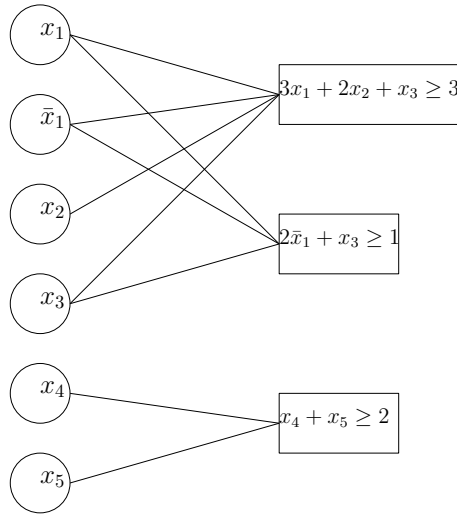 x₁
x̄₁
x₂
x₃
x₄
x₅
3x₁ + 2x₂ + x₃ ≥ 3
2x̄₁ + x₃ ≥ 1
x₄ + x₅ ≥ 2